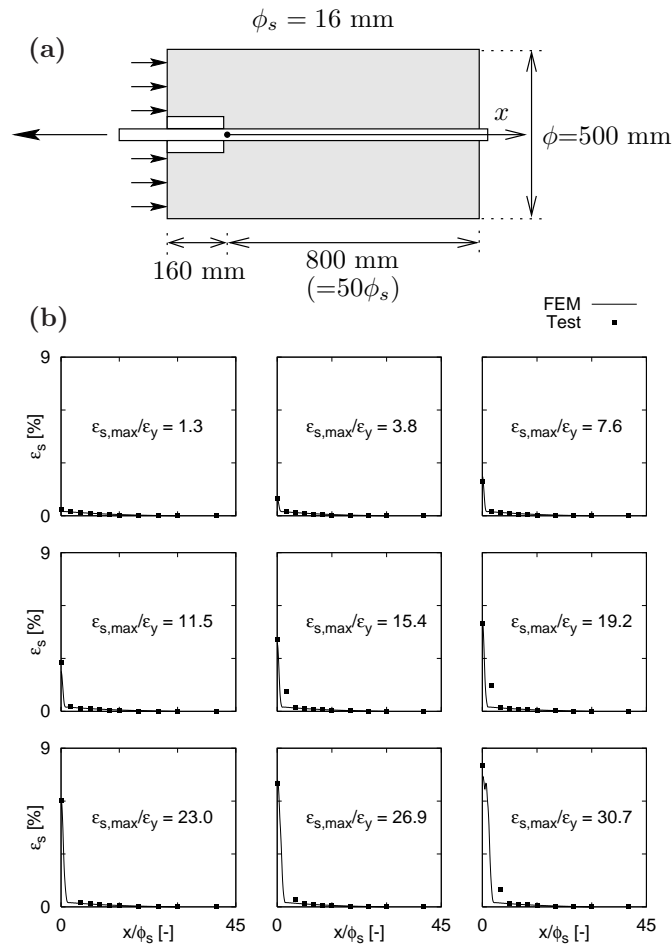 ϕs = 16 mm
(a)
x
ϕ=500 mm
160 mm
800 mm
(=50ϕs)
(b)
FEM
Test
9
εs [%]
0
εs,max/εy = 1.3
εs,max/εy = 3.8
εs,max/εy = 7.6
9
εs [%]
0
εs,max/εy = 11.5
εs,max/εy = 15.4
εs,max/εy = 19.2
9
εs [%]
0
εs,max/εy = 23.0
εs,max/εy = 26.9
εs,max/εy = 30.7
0 45
0 45
0 45
x/ϕs [-]
x/ϕs [-]
x/ϕs [-]